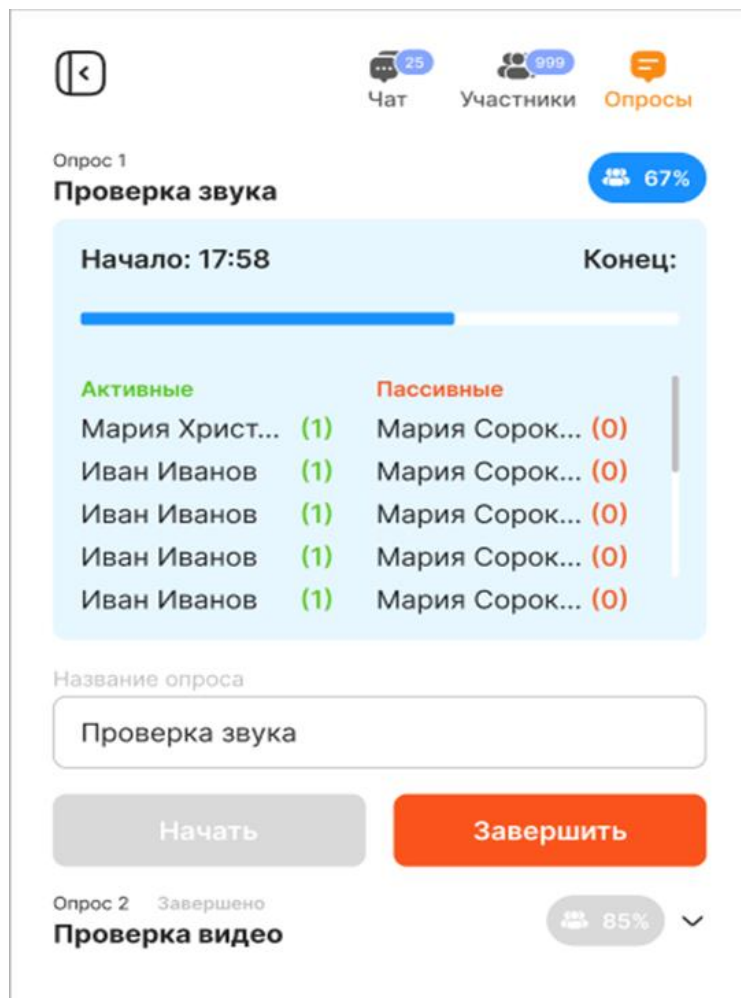 25
999
Чат Участники Опросы
Опрос 1
Проверка звука
67%
Начало: 17:58 Конец:
Активные Пассивные
Мария Христ... (1) Мария Сорок... (0)
Иван Иванов (1) Мария Сорок... (0)
Иван Иванов (1) Мария Сорок... (0)
Иван Иванов (1) Мария Сорок... (0)
Иван Иванов (1) Мария Сорок... (0)
Название опроса
Проверка звука
Начать Завершить
Опрос 2 Завершено
Проверка видео
85%